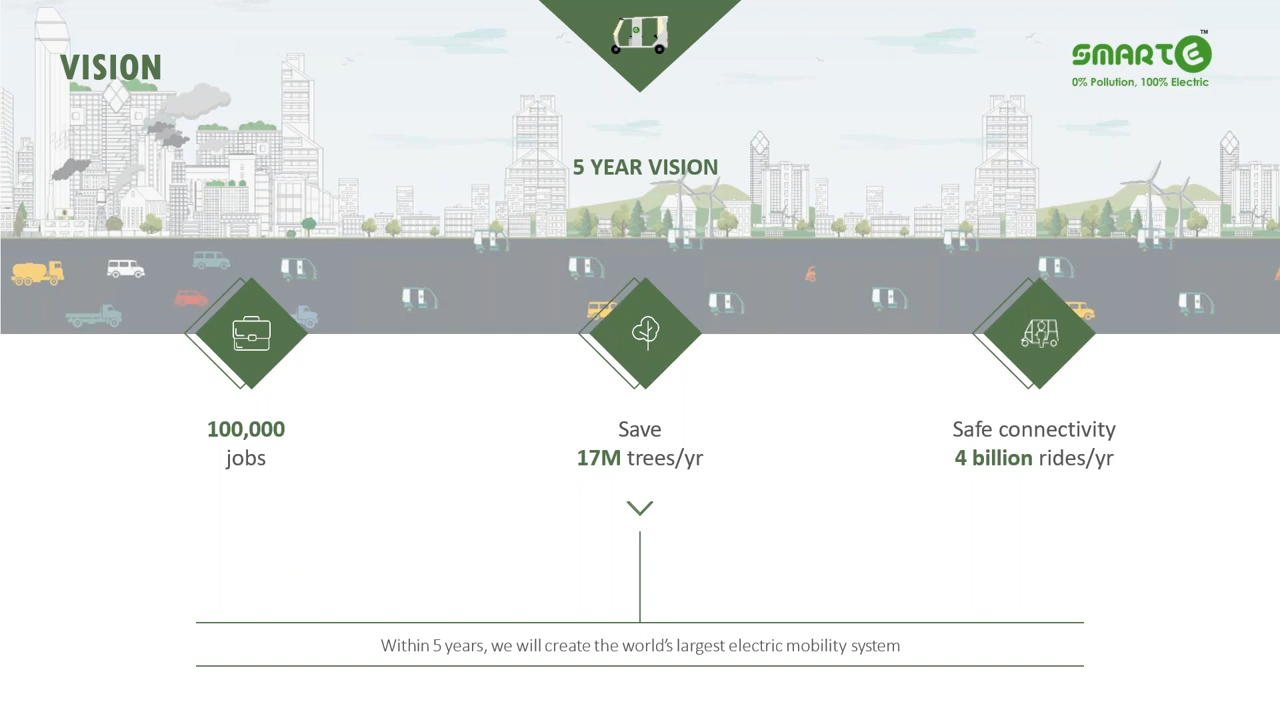 VISION
SMARTE™
0% Pollution, 100% Electric
5 YEAR VISION
100,000
jobs
Save
17M trees/yr
Safe connectivity
4 billion rides/yr
Within 5 years, we will create the world's largest electric mobility system